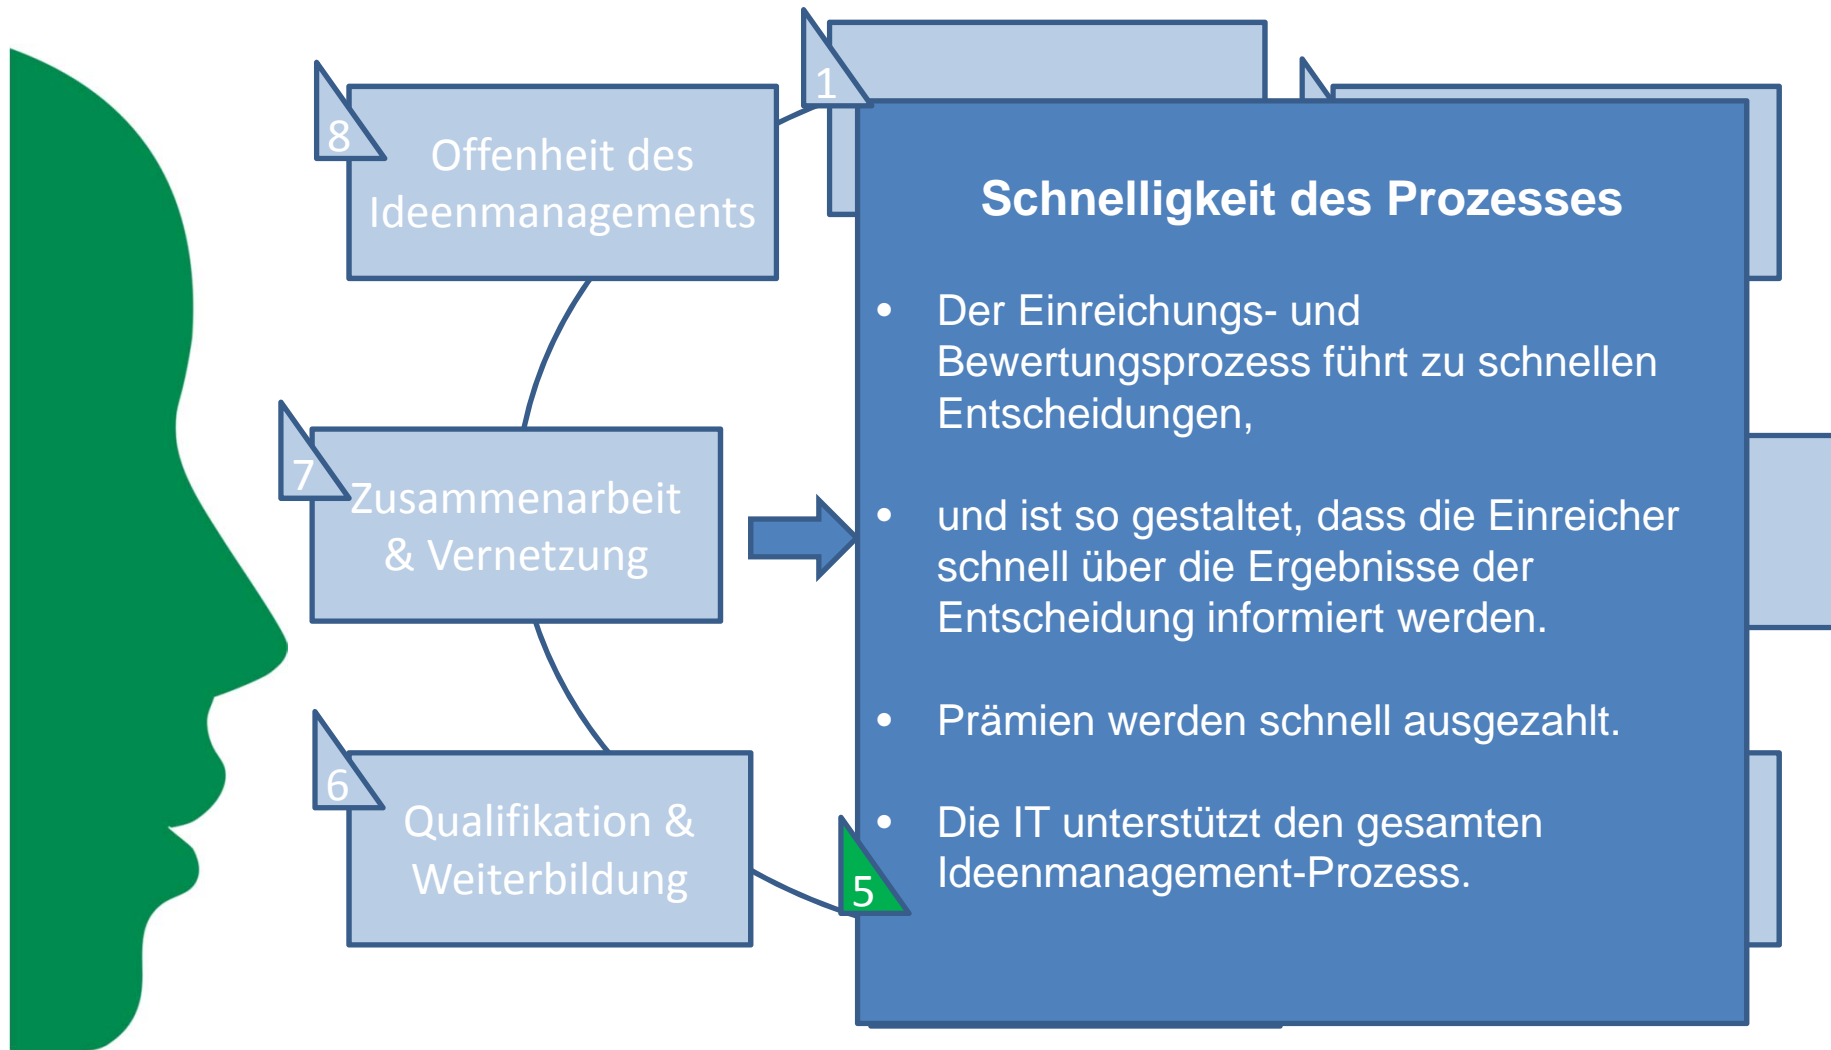 1
8
Offenheit des
Ideenmanagements
7
Zusammenarbeit
& Vernetzung
6
Qualifikation &
Weiterbildung
Schnelligkeit des Prozesses
• Der Einreichungs- und
Bewertungsprozess führt zu schnellen
Entscheidungen,
• und ist so gestaltet, dass die Einreicher
schnell über die Ergebnisse der
Entscheidung informiert werden.
• Prämien werden schnell ausgezahlt.
• Die IT unterstützt den gesamten
Ideenmanagement-Prozess.
5